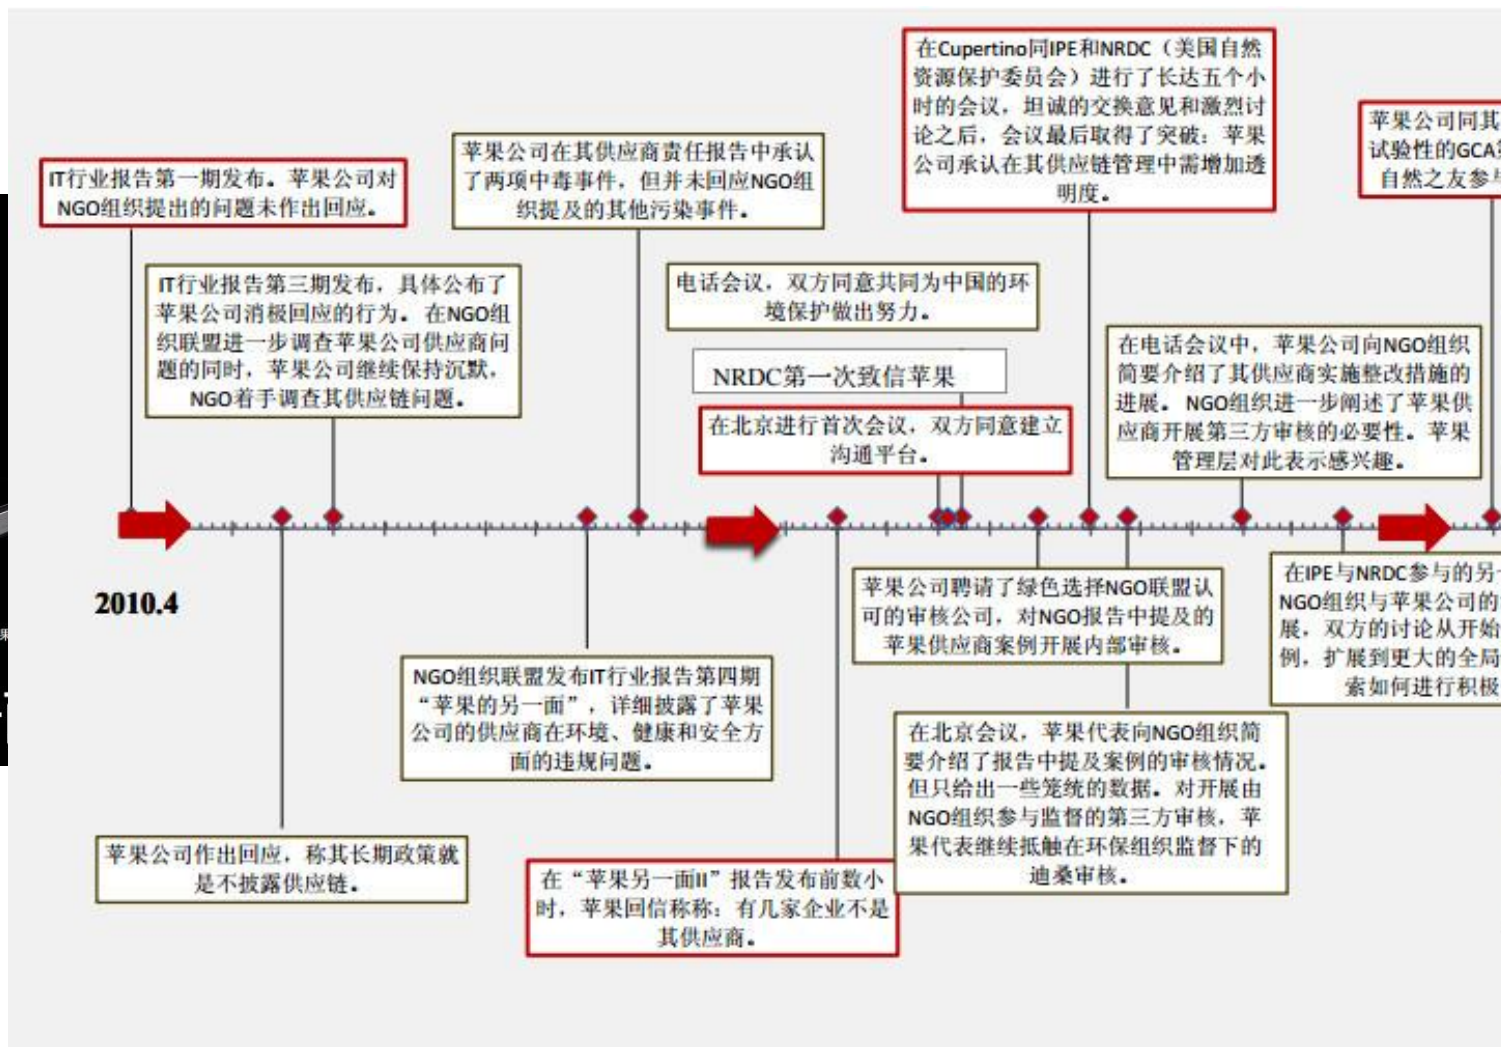 在Cupertino同IPE和NRDC（美国自然
资源保护委员会）进行了长达五个小
时的会议，坦诚的交换意见和激烈讨
论之后，会议最后取得了突破：苹果
公司承认在其供应链管理中需增加透
明度。
苹果公司同其
试验性的GCA
自然之友参与
苹果公司在其供应商责任报告中承认
了两项中毒事件，但并未回应NGO组
织提及的其他污染事件。
IT行业报告第一期发布。苹果公司对
NGO组织提出的问题未作出回应。
IT行业报告第三期发布，具体公布了
苹果公司消极回应的行为。在NGO组
织联盟进一步调查苹果公司供应商问
题的同时，苹果公司继续保持沉默，
NGO着手调查其供应链问题。
电话会议，双方同意共同为中国的环
境保护做出努力。
NRDC第一次致信苹果
在北京进行首次会议，双方同意建立
沟通平台。
在电话会议中，苹果公司向NGO组织
简要介绍了其供应商实施整改措施的
进展。NGO组织进一步阐述了苹果供
应商开展第三方审核的必要性。苹果
管理层对此表示感兴趣。
2010.4
苹果公司聘请了绿色选择NGO联盟认
可的审核公司，对NGO报告中提及的
苹果供应商案例开展内部审核。
在IPE与NRDC参与的另一
NGO组织与苹果公司的
展，双方的讨论从开始
例，扩展到更大的全局
索如何进行积极
NGO组织联盟发布IT行业报告第四期
“苹果的另一面”，详细披露了苹果
公司的供应商在环境、健康和安全方
面的违规问题。
在北京会议，苹果代表向NGO组织简
要介绍了报告中提及案例的审核情况。
但只给出一些笼统的数据。对开展由
NGO组织参与监督的第三方审核，苹
果代表继续抵触在环保组织监督下的
迪桑审核。
苹果公司作出回应，称其长期政策就
是不披露供应链。
在“苹果另一面II”报告发布前数小
时，苹果回信称称：有几家企业不是
其供应商。